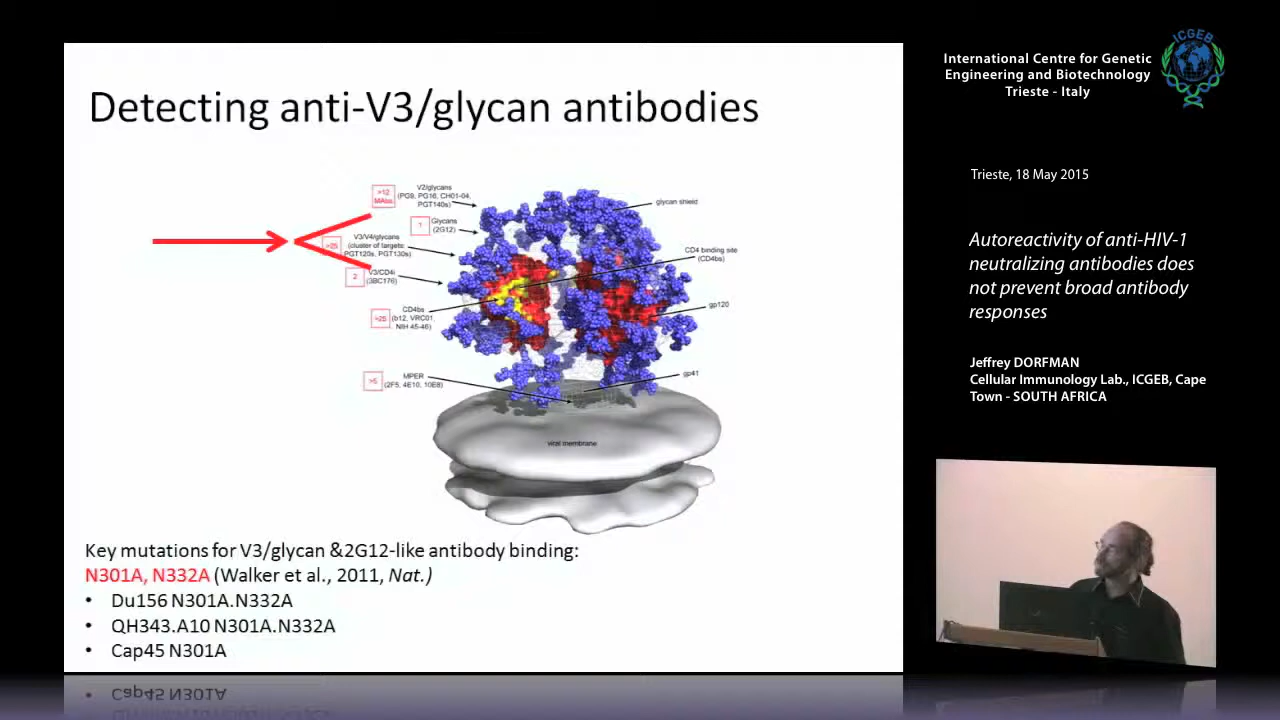 Detecting anti-V3/glycan antibodies
>12
MAbs
V2/glycans
(PG9, PG16, CH01-04,
PGT140s)
1
Glycans
(2G12)
>25
V3/V4/glycans
(cluster of targets:
PGT120s, PGT130s)
2
V3/CD4i
(3BC176)
>25
CD4bs
(b12, VRC01,
NIH 45-46)
>5
MPER
(2F5, 4E10, 10E8)
glycan shield
CD4 binding site
(CD4bs)
gp120
gp41
viral membrane
Key mutations for V3/glycan &2G12-like antibody binding:
N301A, N332A (Walker et al., 2011, Nat.)
• Du156 N301A.N332A
• QH343.A10 N301A.N332A
• Cap45 N301A
International Centre for Genetic
Engineering and Biotechnology
Trieste - Italy
ICGEB
Trieste, 18 May 2015
Autoreactivity of anti-HIV-1
neutralizing antibodies does
not prevent broad antibody
responses
Jeffrey DORFMAN
Cellular Immunology Lab., ICGEB, Cape
Town - SOUTH AFRICA